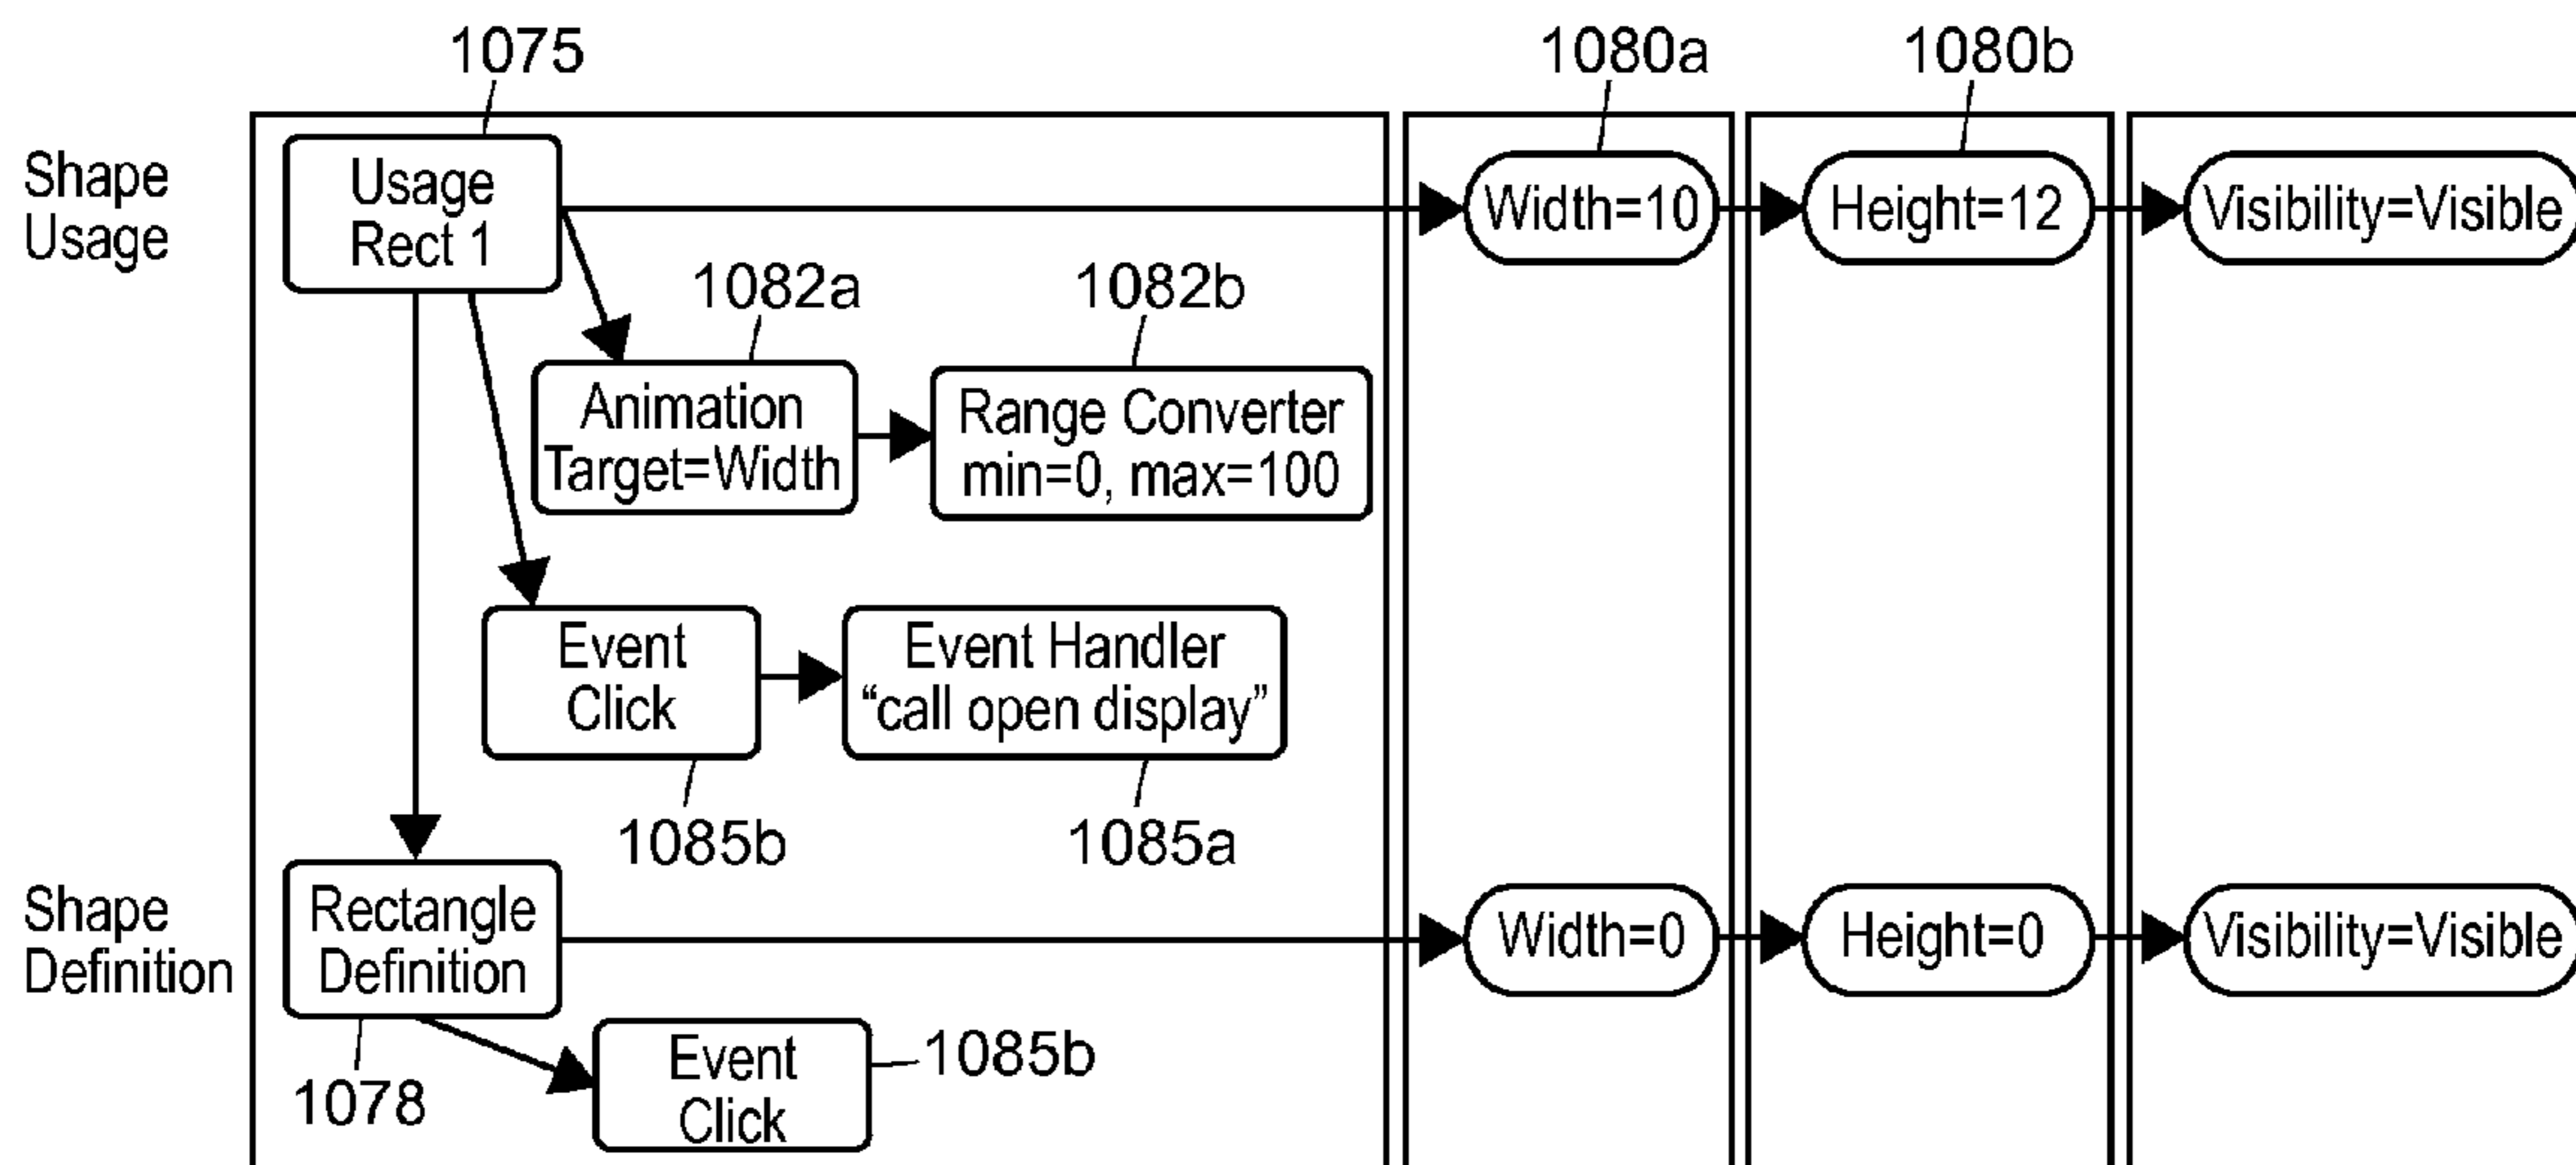 1075
1080a
1080b
Shape
Usage
Usage
Rect 1
Width=10
Height=12
Visibility=Visible
1082a
1082b
Animation
Target=Width
Range Converter
min=0, max=100
Event
Click
Event Handler
“call open display”
1085b
1085a
Shape
Definition
Rectangle
Definition
Width=0
Height=0
Visibility=Visible
1078
Event
Click
1085b